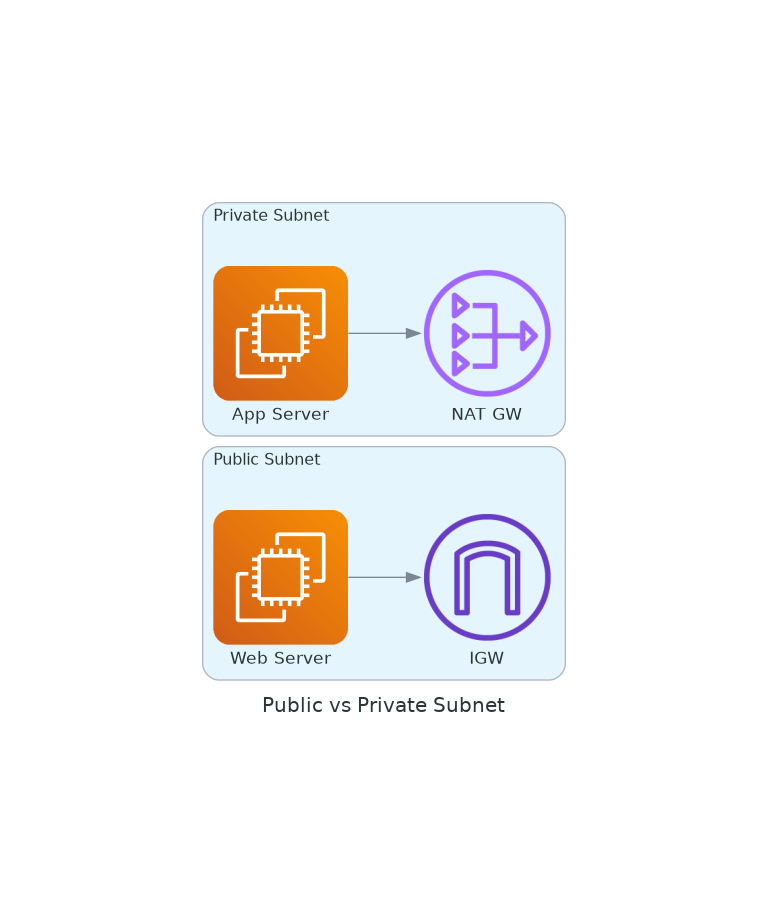 Private Subnet
App Server
NAT GW
Public Subnet
Web Server
IGW
Public vs Private Subnet